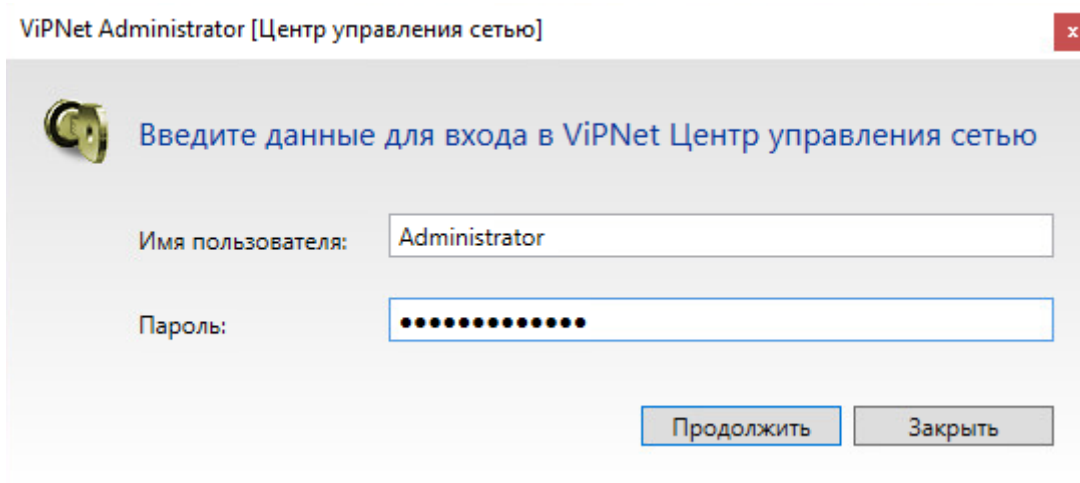 ViPNet Administrator [Центр управления сетью]
x
Введите данные для входа в ViPNet Центр управления сетью
Имя пользователя: Administrator
Пароль: •••••••••••••
Продолжить Закрыть